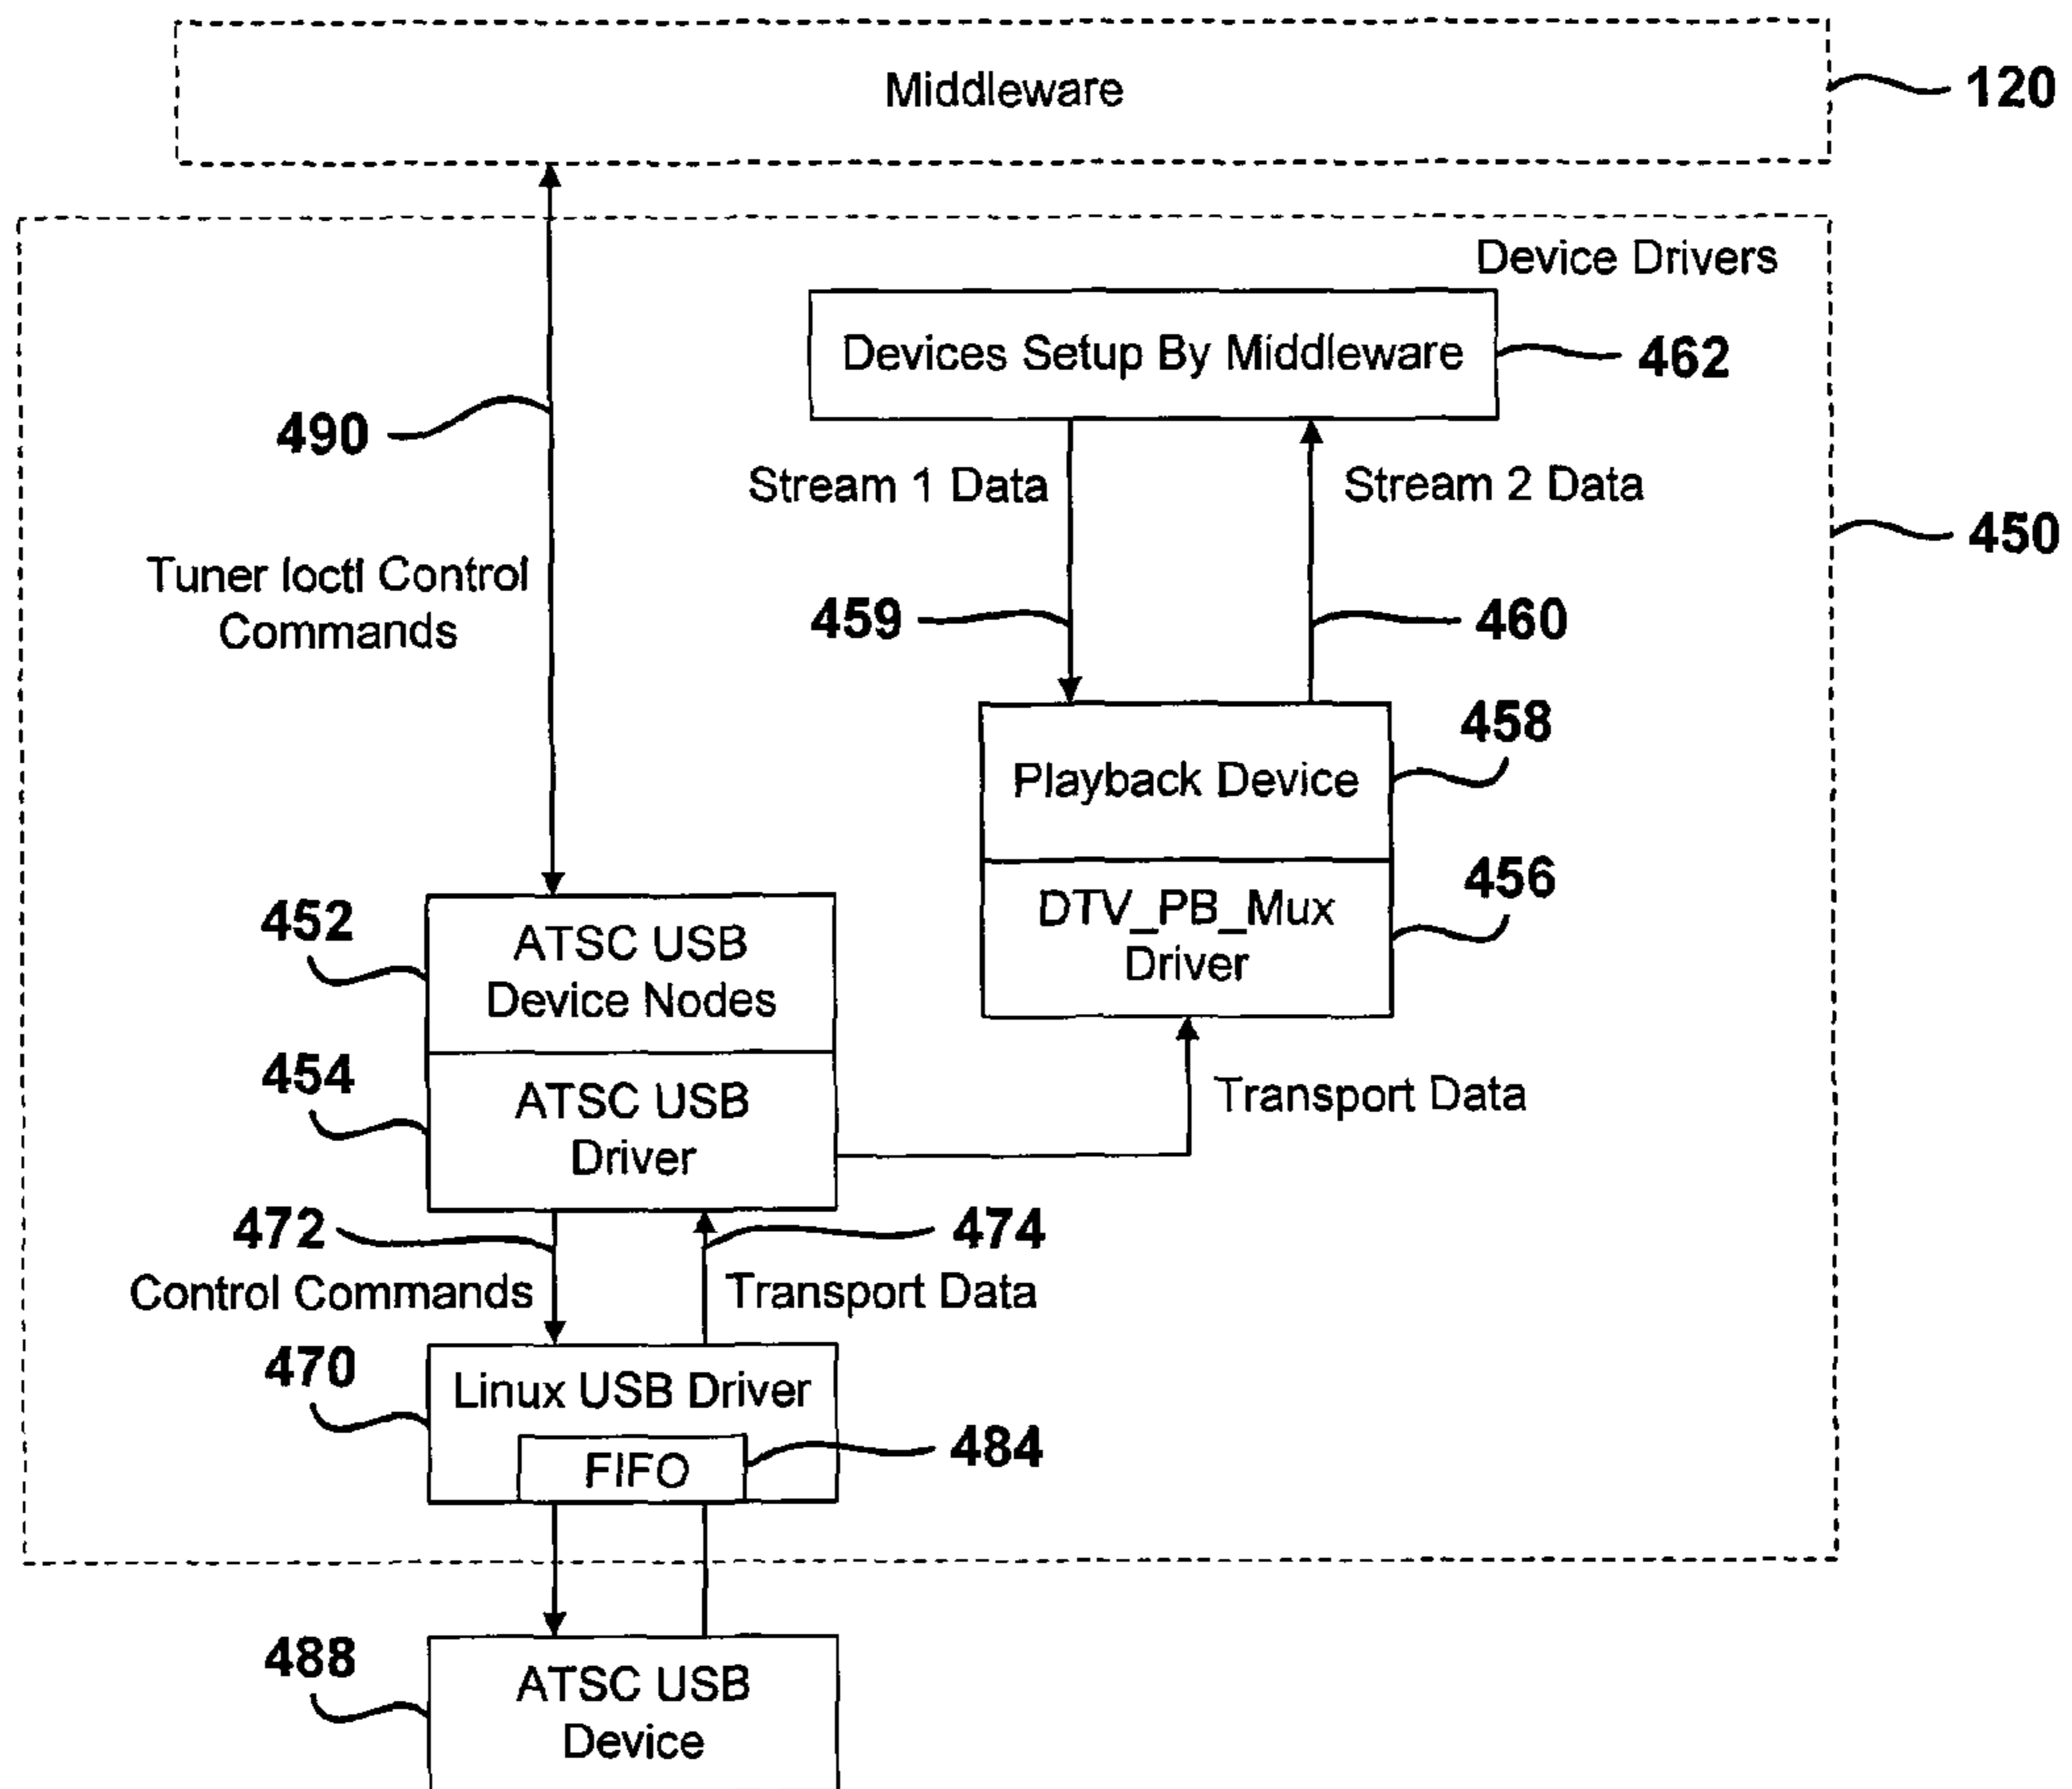 Middleware
120
Device Drivers
Devices Setup By Middleware
462
490
Stream 1 Data
Stream 2 Data
450
Tuner Ioctl Control
Commands
459
460
458
Playback Device
456
DTV_PB_Mux
Driver
452
ATSC USB
Device Nodes
454
ATSC USB
Driver
Transport Data
472
474
Control Commands
Transport Data
470
Linux USB Driver
484
FIFO
488
ATSC USB
Device